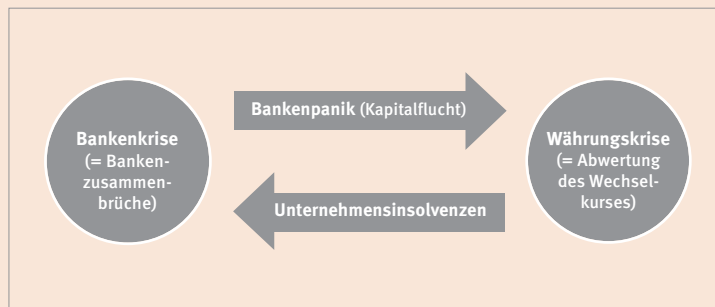 Bankenkrise
(= Banken-
zusammen-
brüche)
Bankenpanik (Kapitalflucht)
Unternehmensinsolvenzen
Währungskrise
(= Abwertung
des Wechsel-
kurses)